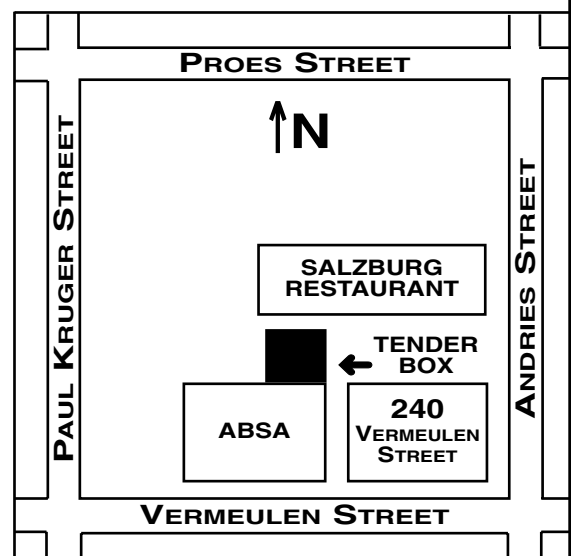 PROES STREET
N
PAUL KRUGER STREET
ANDRIES STREET
SALZBURG
RESTAURANT
TENDER
BOX
ABSA
240
VERMEULEN
STREET
VERMEULEN STREET